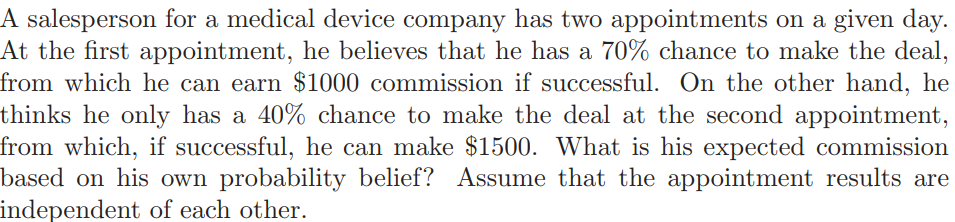 A salesperson for a medical device company has two appointments on a given day.
At the first appointment, he believes that he has a 70% chance to make the deal,
from which he can earn $1000 commission if successful. On the other hand, he
thinks he only has a 40% chance to make the deal at the second appointment,
from which, if successful, he can make $1500. What is his expected commission
based on his own probability belief? Assume that the appointment results are
independent of each other.